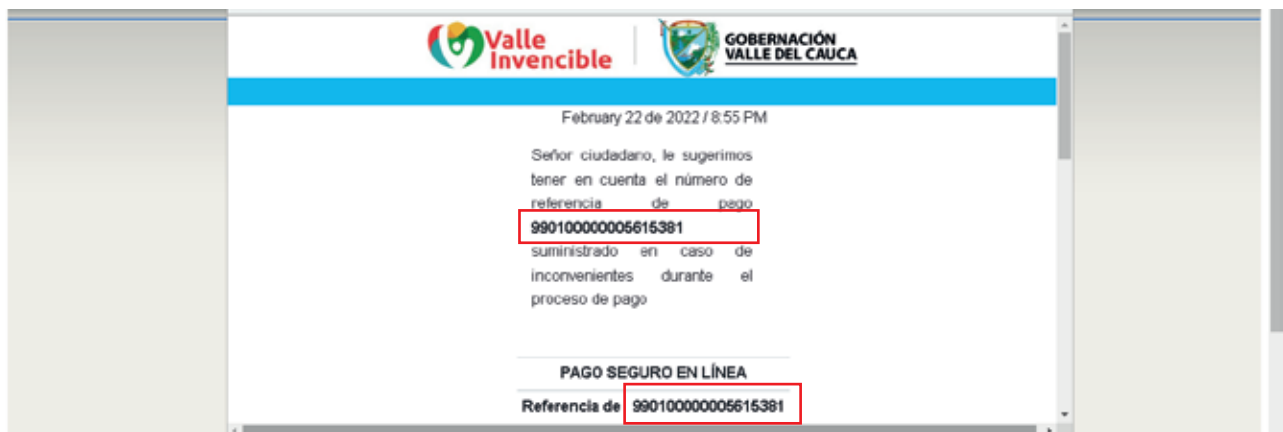 Valle
Invencible
GOBERNACIÓN
VALLE DEL CAUCA
February 22 de 2022 / 8:55 PM
Señor ciudadano, le sugerimos
tener en cuenta el número de
referencia de pago
990100000005615381
suministrado en caso de
inconvenientes durante el
proceso de pago
PAGO SEGURO EN LÍNEA
Referencia de 990100000005615381